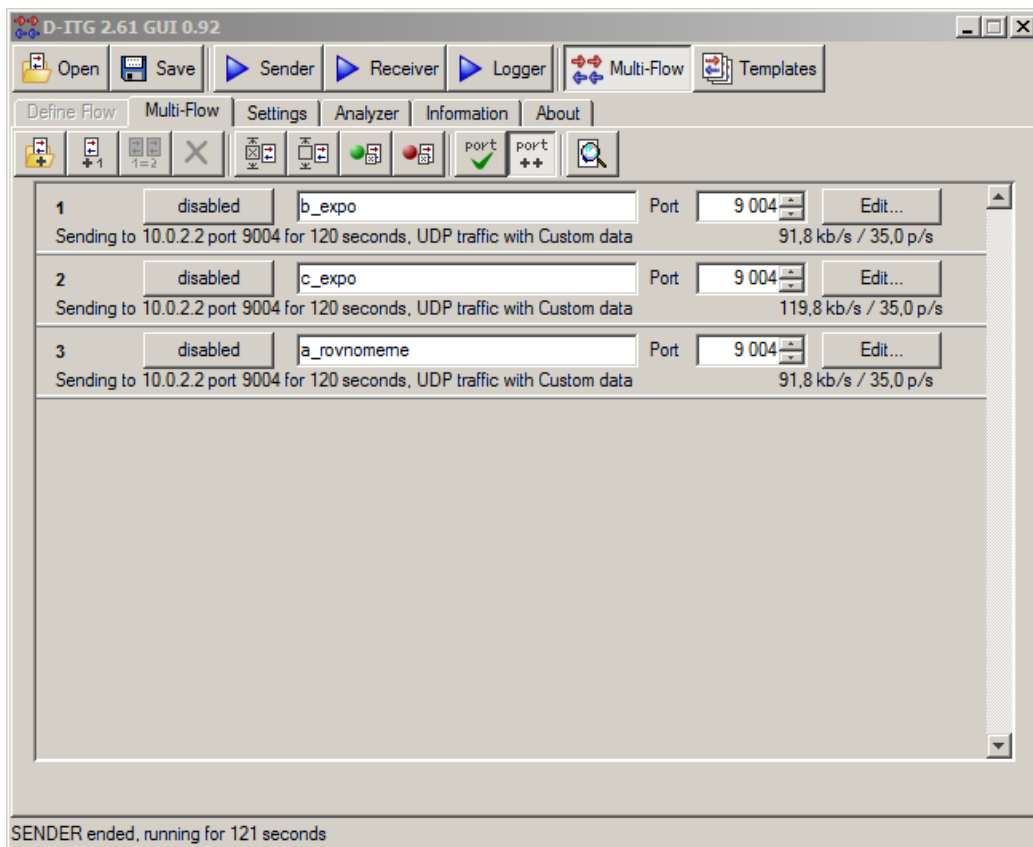 D-ITG 2.61 GUI 0.92
Open Save Sender Receiver Logger Multi-Flow Templates
Define Flow Multi-Flow Settings Analyzer Information About
+1 1=2 port port ++
1 disabled b_expo Port 9 004 Edit...
Sending to 10.0.2.2 port 9004 for 120 seconds, UDP traffic with Custom data 91,8 kb/s / 35,0 p/s
2 disabled c_expo Port 9 004 Edit...
Sending to 10.0.2.2 port 9004 for 120 seconds, UDP traffic with Custom data 119,8 kb/s / 35,0 p/s
3 disabled a_rovnomerne Port 9 004 Edit...
Sending to 10.0.2.2 port 9004 for 120 seconds, UDP traffic with Custom data 91,8 kb/s / 35,0 p/s
SENDER ended, running for 121 seconds